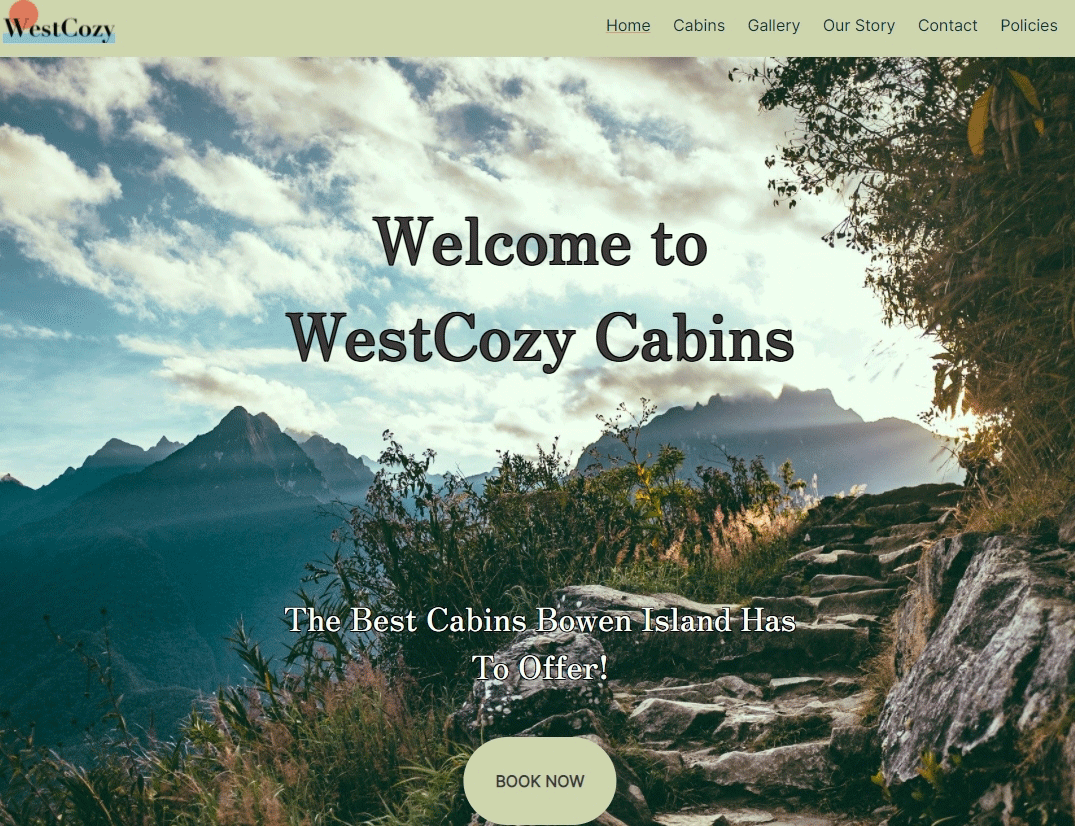 WestCozy
Home Cabins Gallery Our Story Contact Policies
Welcome to
WestCozy Cabins
The Best Cabins Bowen Island Has
To Offer!
BOOK NOW